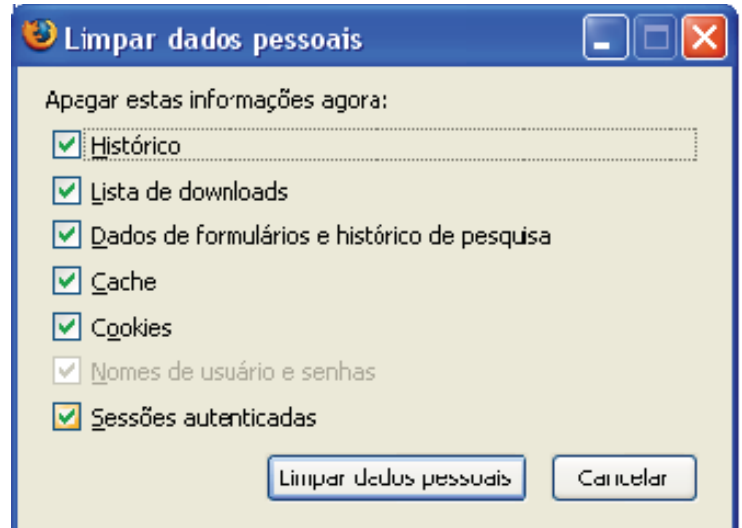 Limpar dados pessoais
Apagar estas informações agora:
Histórico
Lista de downloads
Dados de formulários e histórico de pesquisa
Cache
Cookies
Nomes de usuário e senhas
Sessões autenticadas
Limpar dados pessoais Cancelar